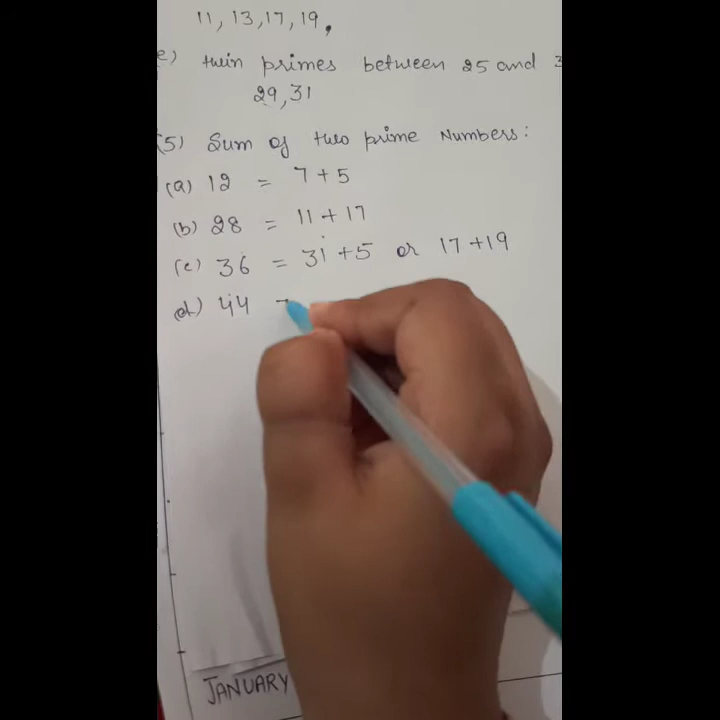 11, 13, 17, 19,
e) twin primes between 25 and
29, 31
(5) Sum of two prime Numbers:
(a) 12 = 7 + 5
(b) 28 = 11 + 17
(c) 36 = 31 + 5 or 17 + 19
(d) 44 =
JANUARY